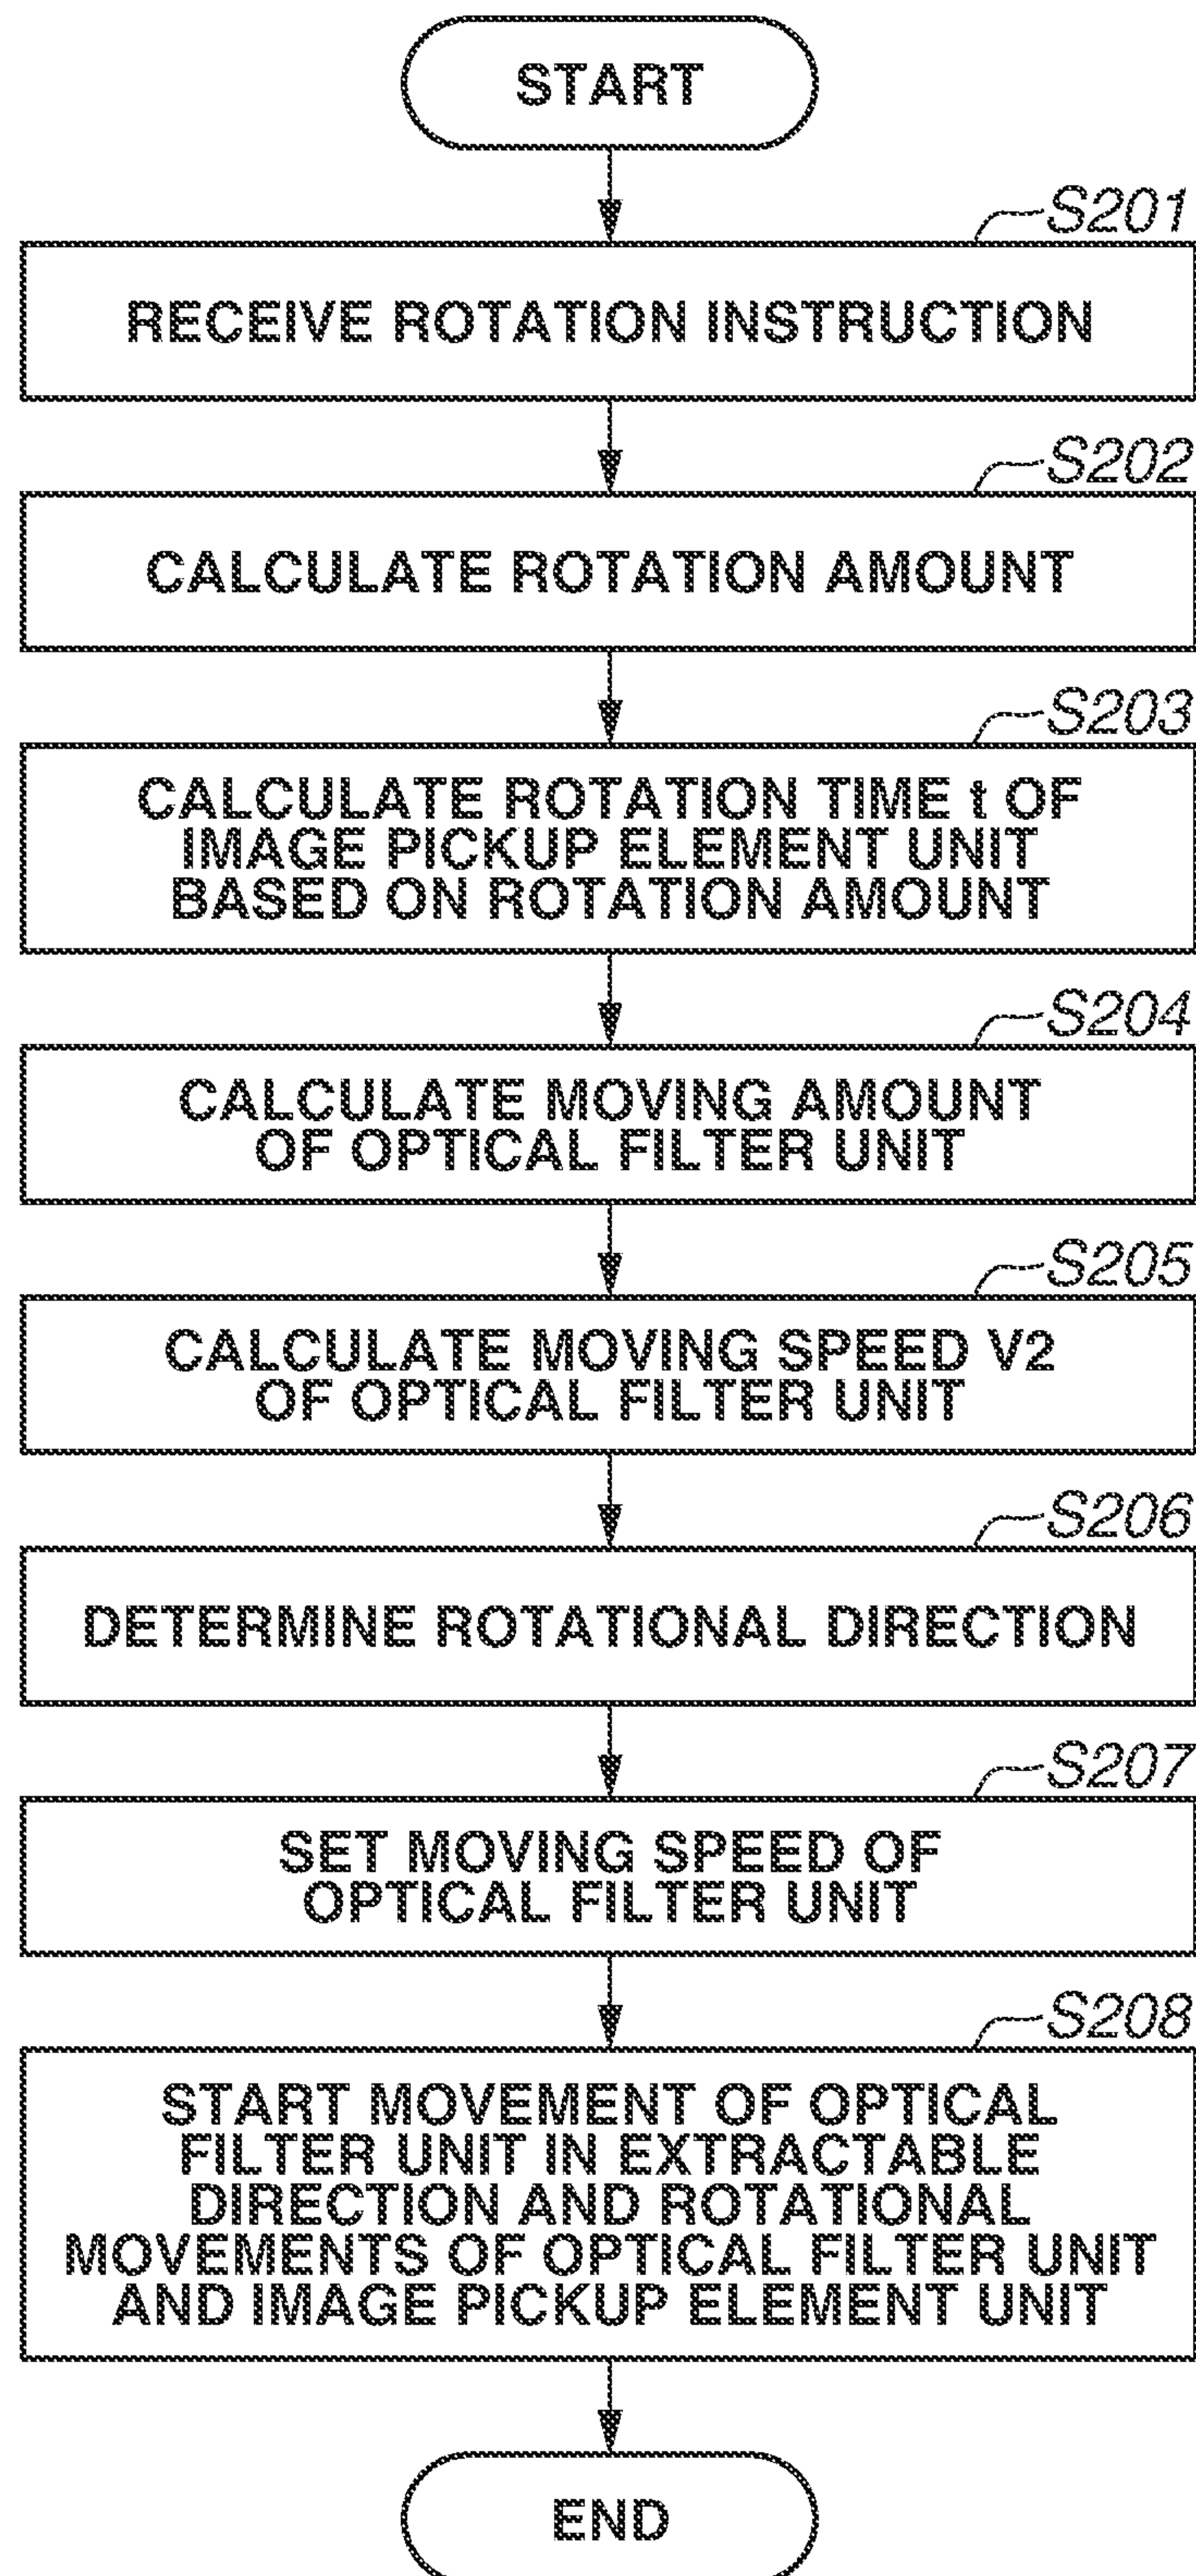 START
S201
RECEIVE ROTATION INSTRUCTION
S202
CALCULATE ROTATION AMOUNT
S203
CALCULATE ROTATION TIME t OF
IMAGE PICKUP ELEMENT UNIT
BASED ON ROTATION AMOUNT
S204
CALCULATE MOVING AMOUNT
OF OPTICAL FILTER UNIT
S205
CALCULATE MOVING SPEED V2
OF OPTICAL FILTER UNIT
S206
DETERMINE ROTATIONAL DIRECTION
S207
SET MOVING SPEED OF
OPTICAL FILTER UNIT
S208
START MOVEMENT OF OPTICAL
FILTER UNIT IN EXTRACTABLE
DIRECTION AND ROTATIONAL
MOVEMENTS OF OPTICAL FILTER UNIT
AND IMAGE PICKUP ELEMENT UNIT
END